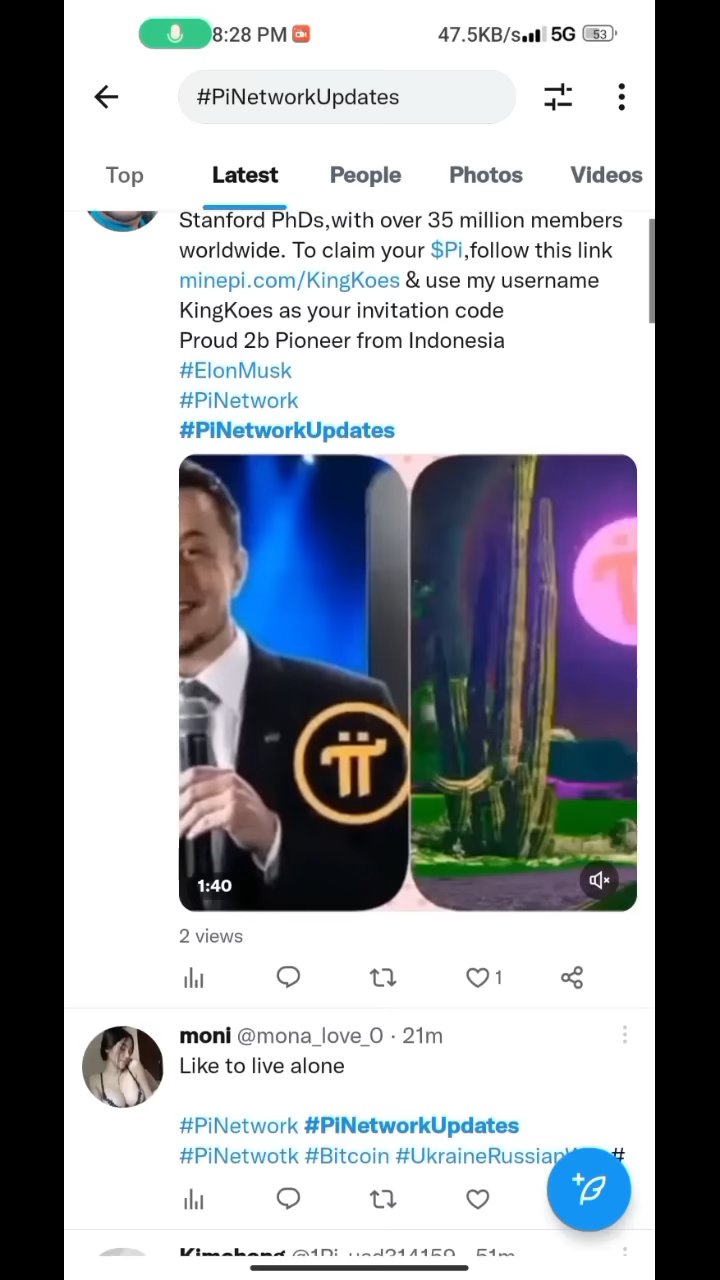 8:28 PM
47.5KB/s 5G 53
#PiNetworkUpdates
Top Latest People Photos Videos
Stanford PhDs,with over 35 million members
worldwide. To claim your $Pi,follow this link
minepi.com/KingKoes & use my username
KingKoes as your invitation code
Proud 2b Pioneer from Indonesia
#ElonMusk
#PiNetwork
#PiNetworkUpdates
1:40
2 views
1
moni @mona_love_0 · 21m
Like to live alone
#PiNetwork #PiNetworkUpdates
#PiNetwotk #Bitcoin #